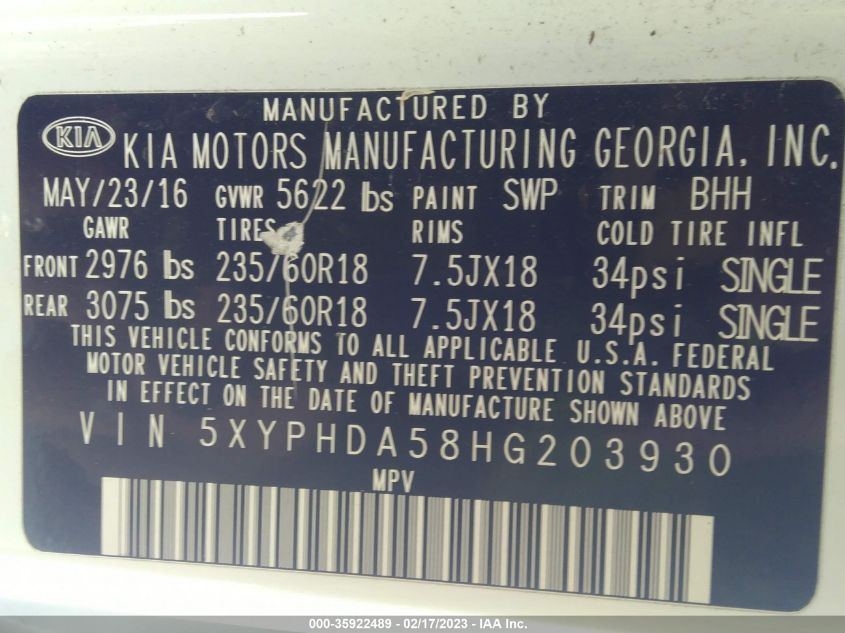 MANUFACTURED BY
KIA KIA MOTORS MANUFACTURING GEORGIA, INC.
MAY/23/16 GVWR 5622 lbs PAINT SWP TRIM BHH
GAWR TIRES RIMS COLD TIRE INFL
FRONT 2976 lbs 235/60R18 7.5JX18 34psi SINGLE
REAR 3075 lbs 235/60R18 7.5JX18 34psi SINGLE
THIS VEHICLE CONFORMS TO ALL APPLICABLE U.S.A. FEDERAL
MOTOR VEHICLE SAFETY AND THEFT PREVENTION STANDARDS
IN EFFECT ON THE DATE OF MANUFACTURE SHOWN ABOVE
VIN 5XYPHDA58HG203930
MPV
000-35922489 - 02/17/2023 - IAA Inc.